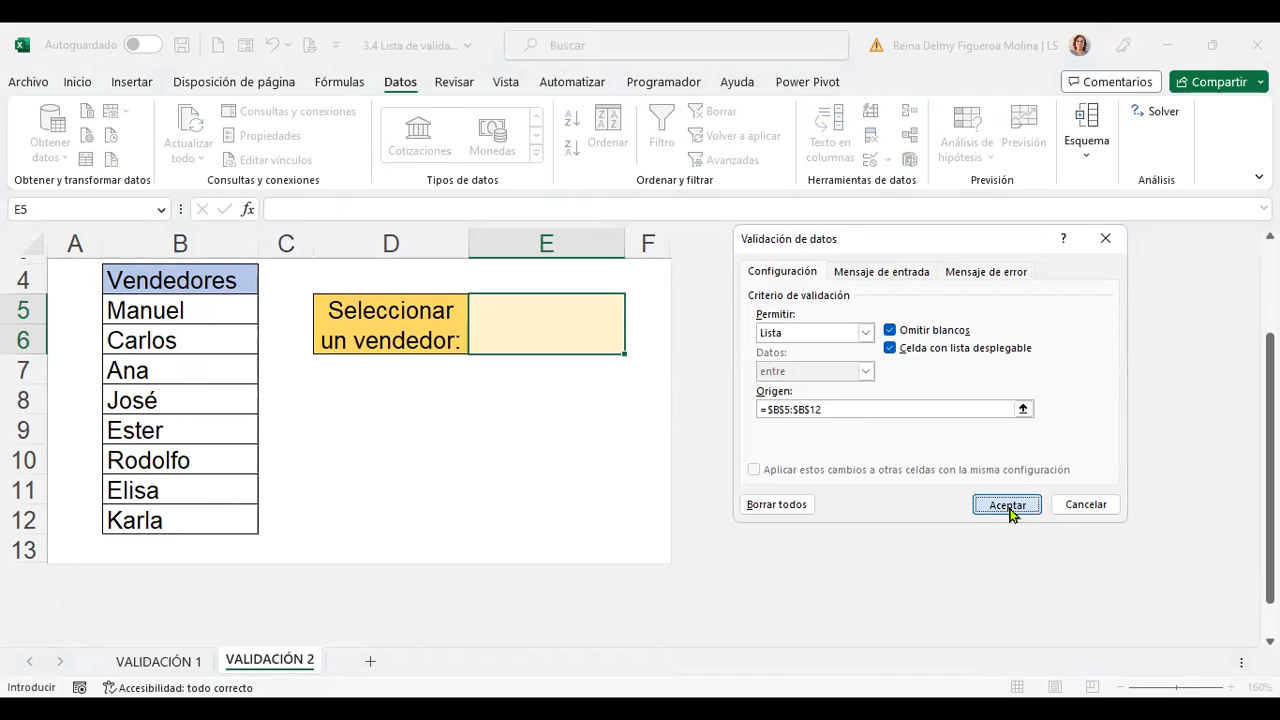 Autoguardado
3.4 Lista de valida...
Buscar
Reina Delmy Figueroa Molina | LS
Archivo Inicio Insertar Disposición de página Fórmulas Datos Revisar Vista Automatizar Programador Ayuda Power Pivot
Comentarios
Compartir
Obtener
datos
Actualizar
todo
Consultas y conexiones
Propiedades
Editar vínculos
Cotizaciones
Monedas
Ordenar
Filtro
Borrar
Volver a aplicar
Avanzadas
Texto en
columnas
Análisis de
hipótesis
Previsión
Esquema
Solver
Obtener y transformar datos
Consultas y conexiones
Tipos de datos
Ordenar y filtrar
Herramientas de datos
Previsión
Análisis
E5
fx
A B C D E F
4 Vendedores
5 Manuel
6 Carlos
7 Ana
8 José
9 Ester
10 Rodolfo
11 Elisa
12 Karla
13
Seleccionar
un vendedor:
Validación de datos
?
Configuración Mensaje de entrada Mensaje de error
Criterio de validación
Permitir:
Lista
Omitir blancos
Celda con lista desplegable
Datos:
entre
Origen:
=$B$5:$B$12
Aplicar estos cambios a otras celdas con la misma configuración
Borrar todos
Aceptar
Cancelar
VALIDACIÓN 1
VALIDACIÓN 2
Introducir
Accesibilidad: todo correcto
160%